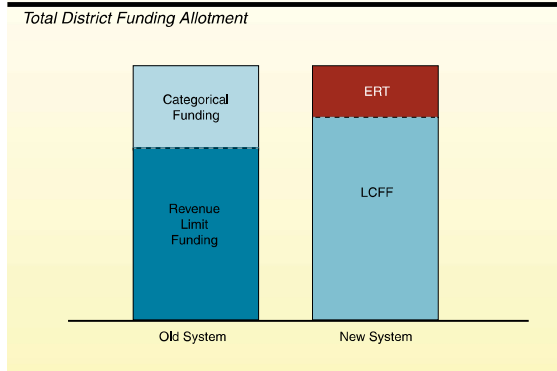 Total District Funding Allotment
Categorical
Funding
Revenue
Limit
Funding
ERT
LCFF
Old System
New System